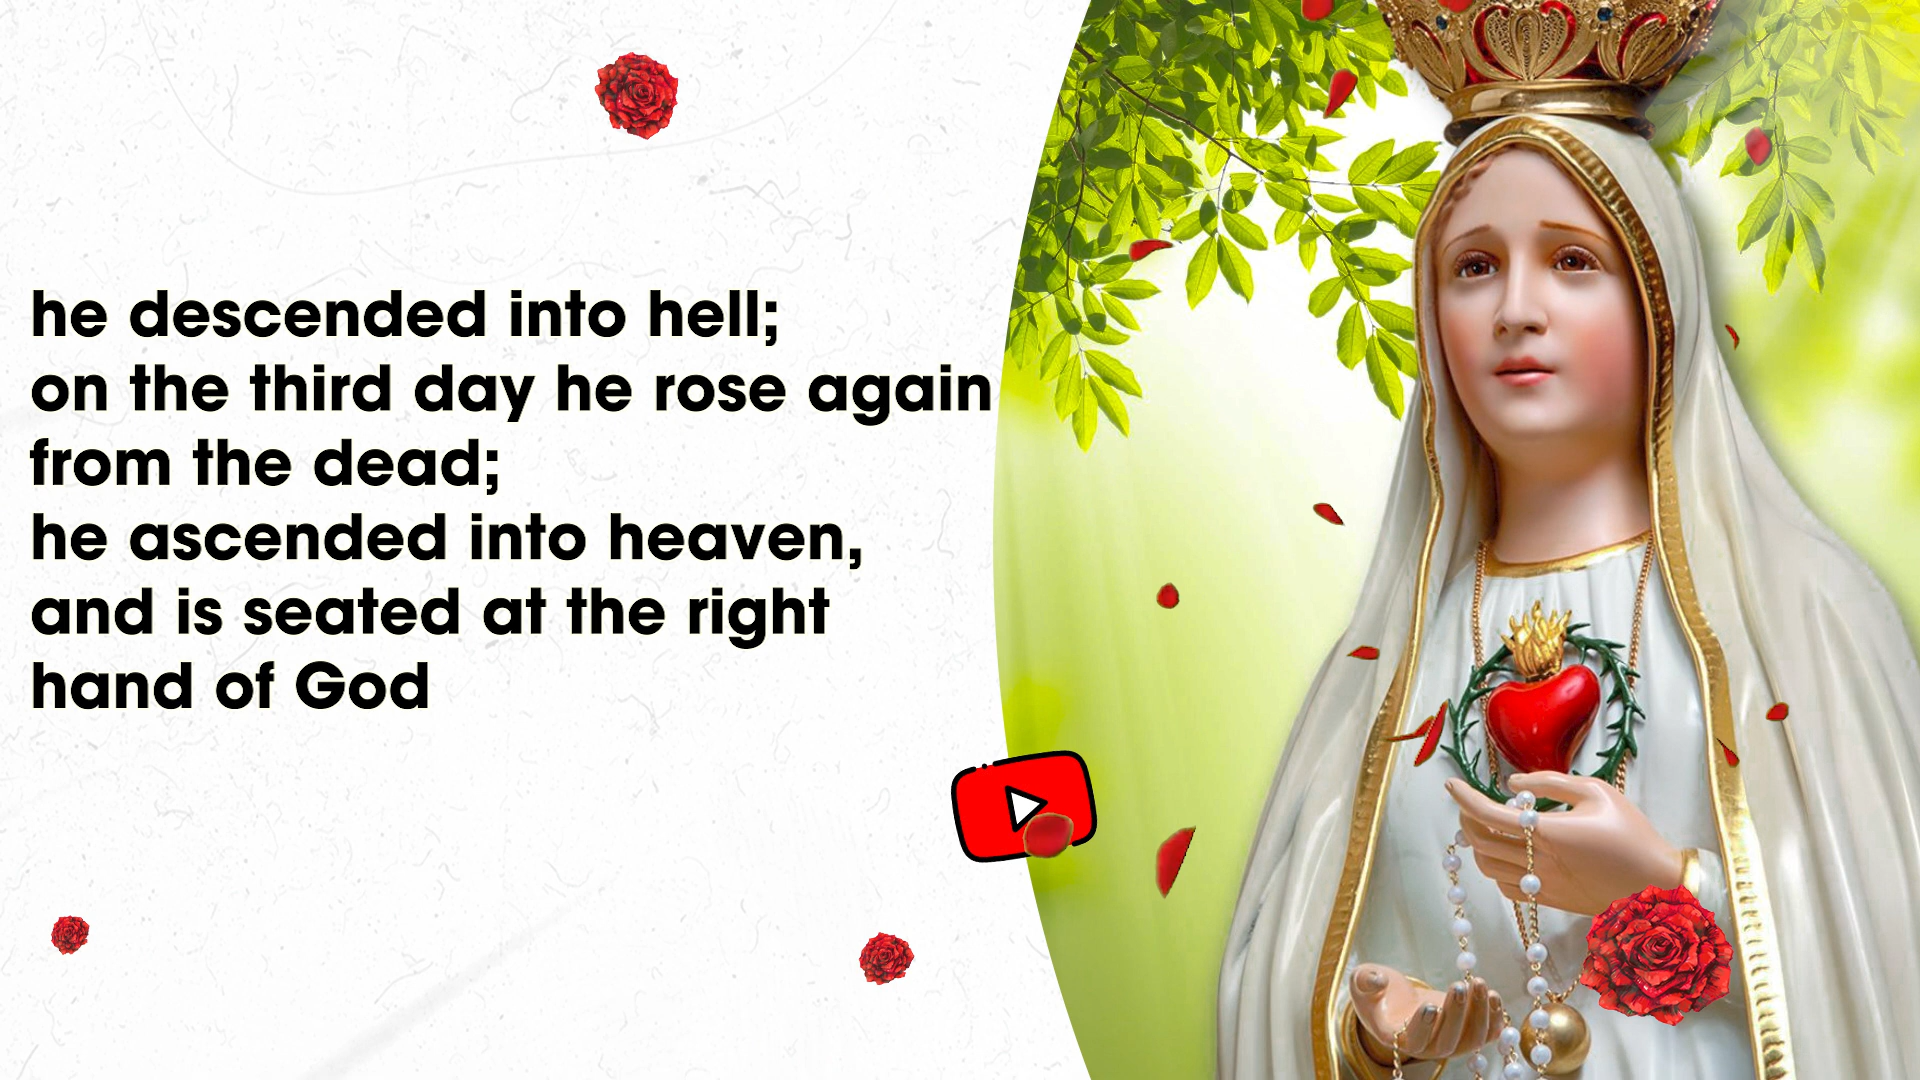 he descended into hell;
on the third day he rose again
from the dead;
he ascended into heaven,
and is seated at the right
hand of God